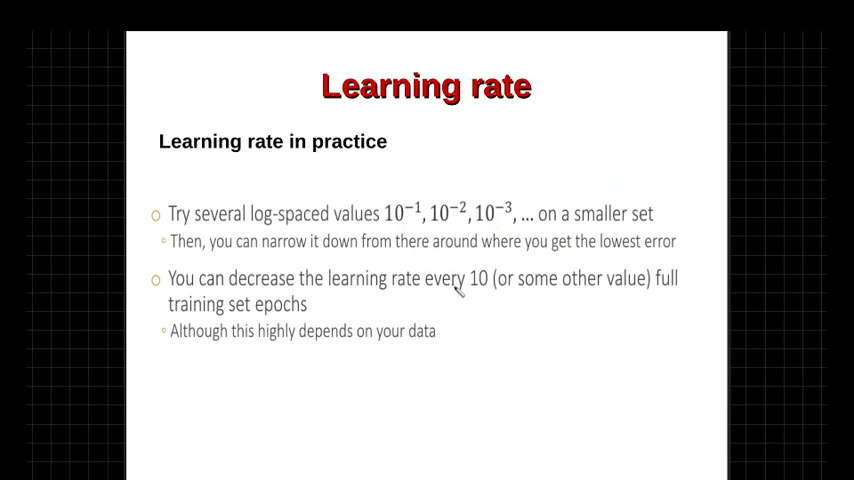 Learning rate
Learning rate in practice
o Try several log-spaced values 10⁻¹, 10⁻², 10⁻³, ... on a smaller set
▫ Then, you can narrow it down from there around where you get the lowest error
o You can decrease the learning rate every 10 (or some other value) full
training set epochs
▫ Although this highly depends on your data